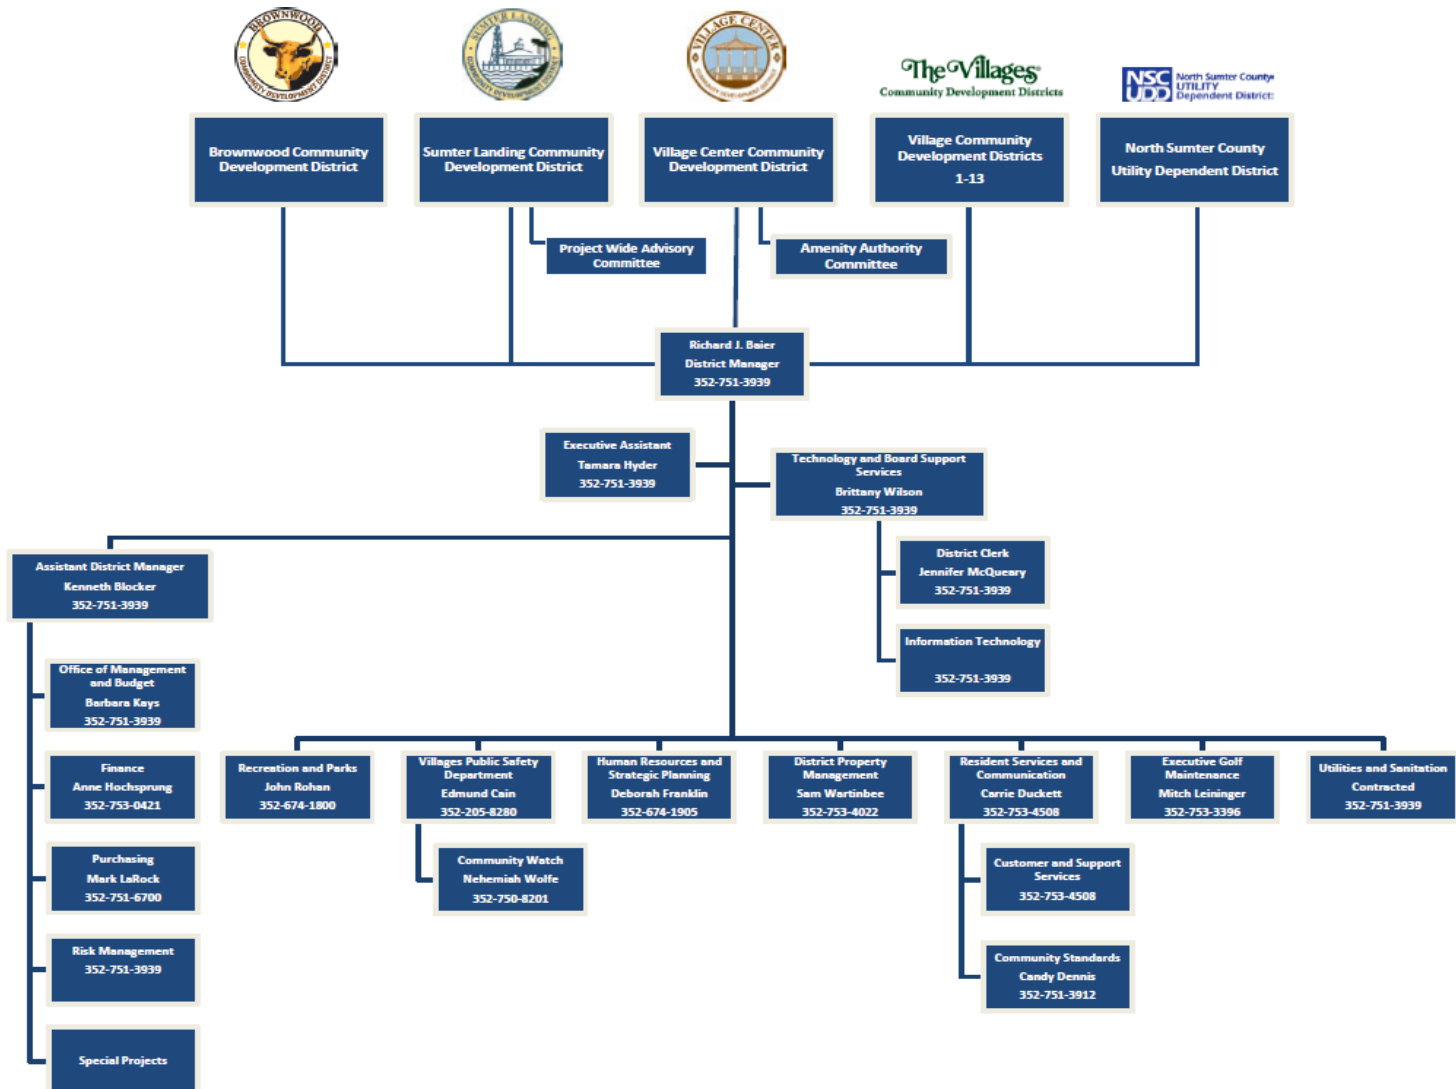 BROWNWOOD
COMMUNITY DEVELOPMENT DISTRICT
SUMTER LANDING
COMMUNITY DEVELOPMENT DISTRICT
VILLAGE CENTER
COMMUNITY DEVELOPMENT DISTRICT
The Villages®
Community Development Districts
NSC
UDD
North Sumter County
UTILITY
Dependent District
Brownwood Community
Development District
Sumter Landing Community
Development District
Village Center Community
Development District
Village Community
Development Districts
1-13
North Sumter County
Utility Dependent District
Project Wide Advisory
Committee
Amenity Authority
Committee
Richard J. Baier
District Manager
352-751-3939
Executive Assistant
Tamara Hyder
352-751-3939
Technology and Board Support
Services
Brittany Wilson
352-751-3939
District Clerk
Jennifer McQueary
352-751-3939
Information Technology
352-751-3939
Assistant District Manager
Kenneth Blocker
352-751-3939
Office of Management
and Budget
Barbara Kays
352-751-3939
Finance
Anne Hochsprung
352-753-0421
Purchasing
Mark LaRock
352-751-6700
Risk Management
352-751-3939
Special Projects
Recreation and Parks
John Rohan
352-674-1800
Villages Public Safety
Department
Edmund Cain
352-205-8280
Community Watch
Nehemiah Wolfe
352-750-8201
Human Resources and
Strategic Planning
Deborah Franklin
352-674-1905
District Property
Management
Sam Wartinbee
352-753-4022
Resident Services and
Communication
Carrie Duckett
352-753-4508
Customer and Support
Services
352-753-4508
Community Standards
Candy Dennis
352-751-3912
Executive Golf
Maintenance
Mitch Leininger
352-753-3396
Utilities and Sanitation
Contracted
352-751-3939